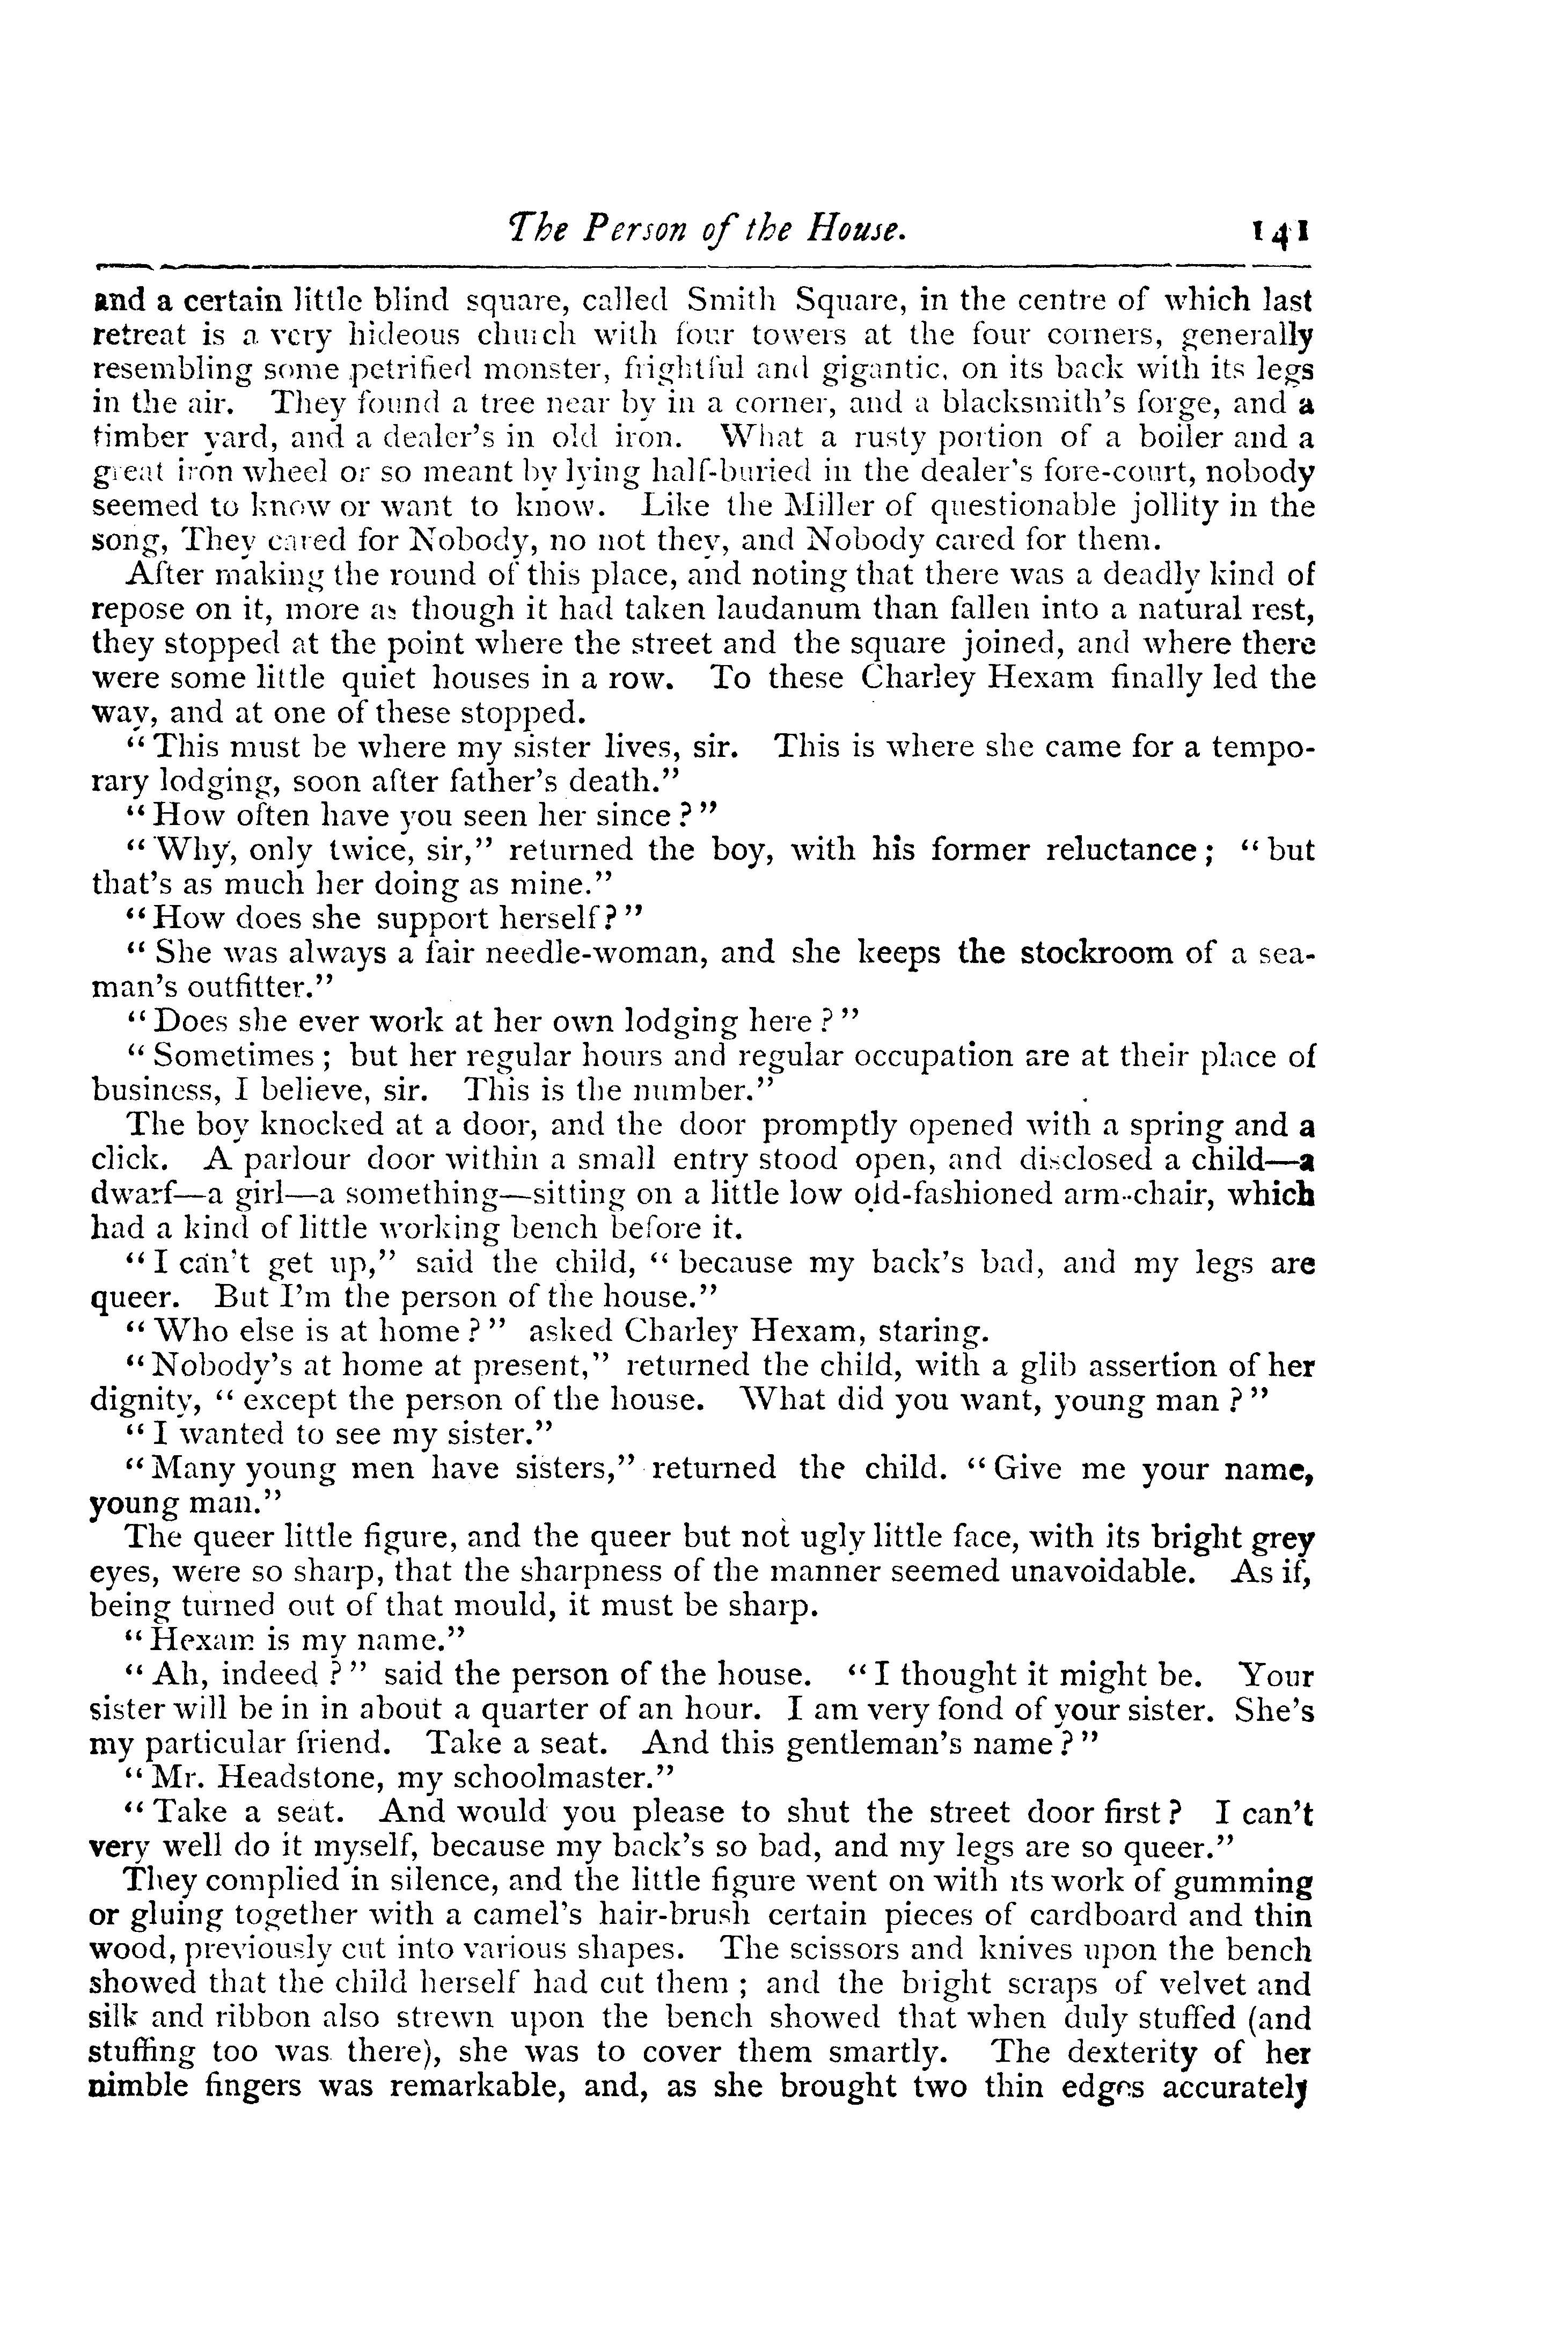 The Person of the House. 141
and a certain little blind square, called Smith Square, in the centre of which last
retreat is a very hideous church with four towers at the four corners, generally
resembling some petrified monster, frightful and gigantic, on its back with its legs
in the air. They found a tree near by in a corner, and a blacksmith's forge, and a
timber yard, and a dealer's in old iron. What a rusty portion of a boiler and a
great iron wheel or so meant by lying half-buried in the dealer's fore-court, nobody
seemed to know or want to know. Like the Miller of questionable jollity in the
song, They cared for Nobody, no not they, and Nobody cared for them.
After making the round of this place, and noting that there was a deadly kind of
repose on it, more as though it had taken laudanum than fallen into a natural rest,
they stopped at the point where the street and the square joined, and where there
were some little quiet houses in a row. To these Charley Hexam finally led the
way, and at one of these stopped.
"This must be where my sister lives, sir. This is where she came for a tempo-
rary lodging, soon after father's death."
"How often have you seen her since?"
"Why, only twice, sir," returned the boy, with his former reluctance; "but
that's as much her doing as mine."
"How does she support herself?"
"She was always a fair needle-woman, and she keeps the stockroom of a sea-
man's outfitter."
"Does she ever work at her own lodging here?"
"Sometimes; but her regular hours and regular occupation are at their place of
business, I believe, sir. This is the number."
The boy knocked at a door, and the door promptly opened with a spring and a
click. A parlour door within a small entry stood open, and disclosed a child—a
dwarf—a girl—a something—sitting on a little low old-fashioned arm-chair, which
had a kind of little working bench before it.
"I can't get up," said the child, "because my back's bad, and my legs are
queer. But I'm the person of the house."
"Who else is at home?" asked Charley Hexam, staring.
"Nobody's at home at present," returned the child, with a glib assertion of her
dignity, "except the person of the house. What did you want, young man?"
"I wanted to see my sister."
"Many young men have sisters," returned the child. "Give me your name,
young man."
The queer little figure, and the queer but not ugly little face, with its bright grey
eyes, were so sharp, that the sharpness of the manner seemed unavoidable. As if,
being turned out of that mould, it must be sharp.
"Hexam is my name."
"Ah, indeed?" said the person of the house. "I thought it might be. Your
sister will be in in about a quarter of an hour. I am very fond of your sister. She's
my particular friend. Take a seat. And this gentleman's name?"
"Mr. Headstone, my schoolmaster."
"Take a seat. And would you please to shut the street door first? I can't
very well do it myself, because my back's so bad, and my legs are so queer."
They complied in silence, and the little figure went on with its work of gumming
or gluing together with a camel's hair-brush certain pieces of cardboard and thin
wood, previously cut into various shapes. The scissors and knives upon the bench
showed that the child herself had cut them; and the bright scraps of velvet and
silk and ribbon also strewn upon the bench showed that when duly stuffed (and
stuffing too was there), she was to cover them smartly. The dexterity of her
nimble fingers was remarkable, and, as she brought two thin edges accurately